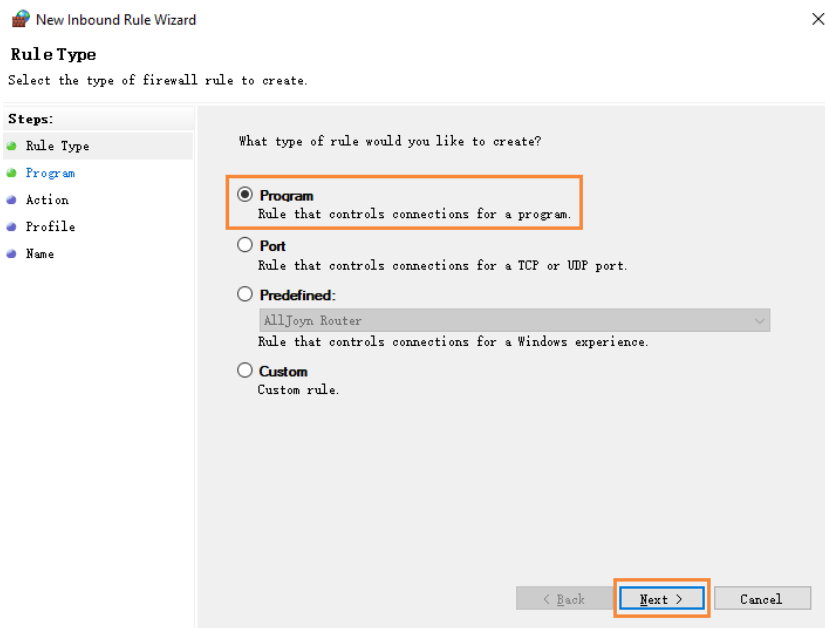 New Inbound Rule Wizard
Rule Type
Select the type of firewall rule to create.
Steps:
Rule Type
Program
Action
Profile
Name
What type of rule would you like to create?
Program
Rule that controls connections for a program.
Port
Rule that controls connections for a TCP or UDP port.
Predefined:
AllJoyn Router
Rule that controls connections for a Windows experience.
Custom
Custom rule.
< Back
Next >
Cancel